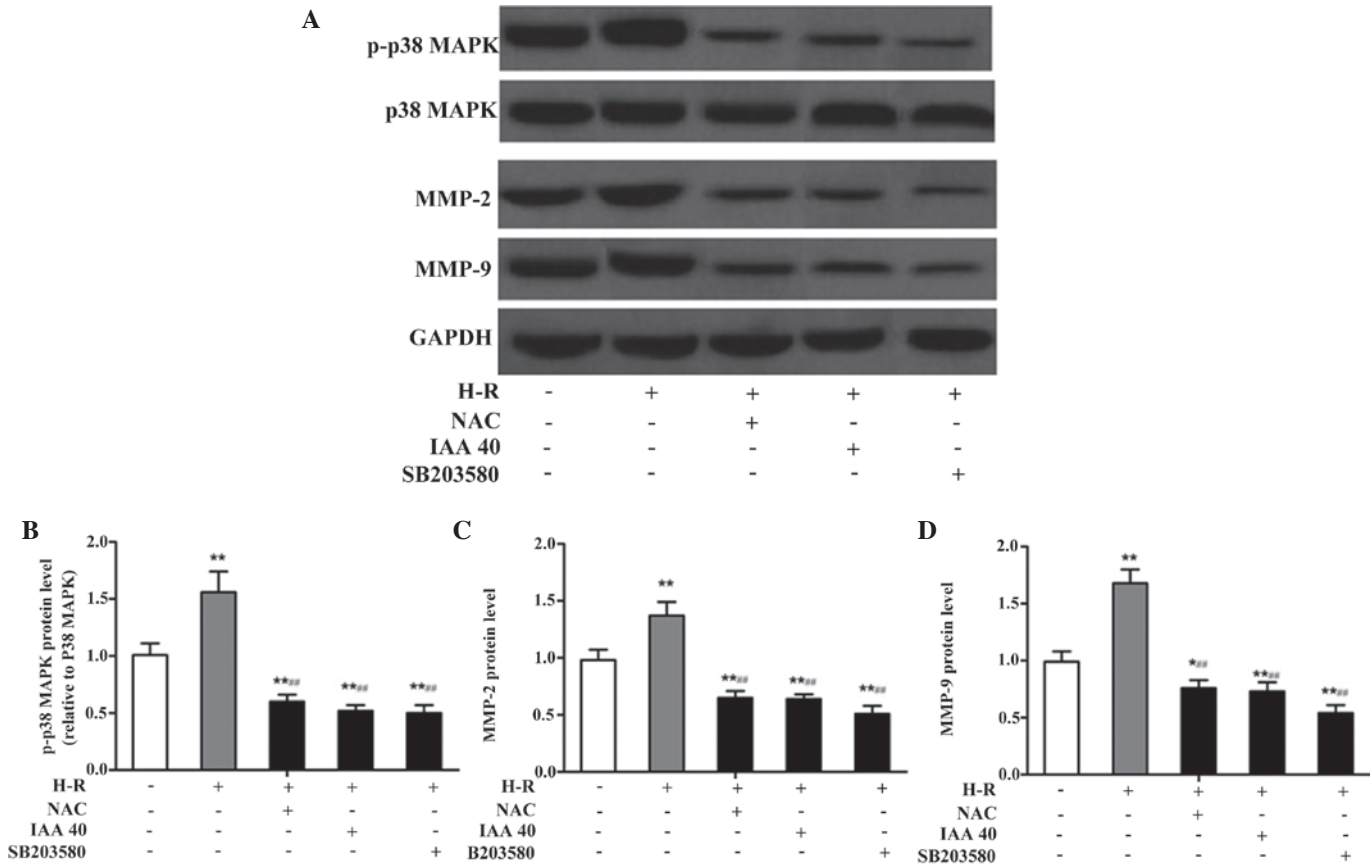 A
p-p38 MAPK
p38 MAPK
MMP-2
MMP-9
GAPDH
H-R - + + + +
NAC - - + - -
IAA 40 - - - + -
SB203580 - - - - +
B
p-p38 MAPK protein level
(relative to P38 MAPK)
2.0
1.5
1.0
0.5
0.0
**
**##
**##
**##
H-R - + + + +
NAC - - + - -
IAA 40 - - - + -
SB203580 - - - - +
C
MMP-2 protein level
2.0
1.5
1.0
0.5
0.0
**
**##
**##
**##
H-R - + + + +
NAC - - + - -
IAA 40 - - - + -
B203580 - - - - +
D
MMP-9 protein level
2.0
1.5
1.0
0.5
0.0
**
*##
**##
**##
H-R - + + + +
NAC - - + - -
IAA 40 - - - + -
SB203580 - - - - +